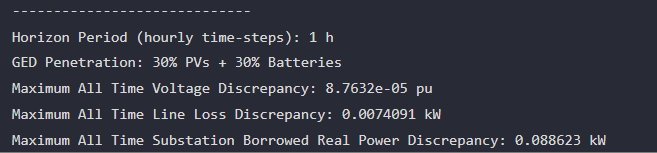 -----------------------------
Horizon Period (hourly time-steps): 1 h
GED Penetration: 30% PVs + 30% Batteries
Maximum All Time Voltage Discrepancy: 8.7632e-05 pu
Maximum All Time Line Loss Discrepancy: 0.0074091 kW
Maximum All Time Substation Borrowed Real Power Discrepancy: 0.088623 kW